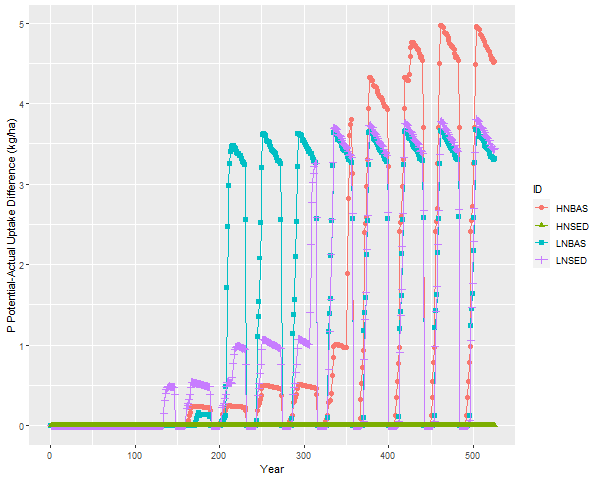 P Potential-Actual Uptake Difference (kg/ha)
5
4
3
2
1
0
0
100
200
300
400
500
Year
ID
HNBAS
HNSED
LNBAS
LNSED